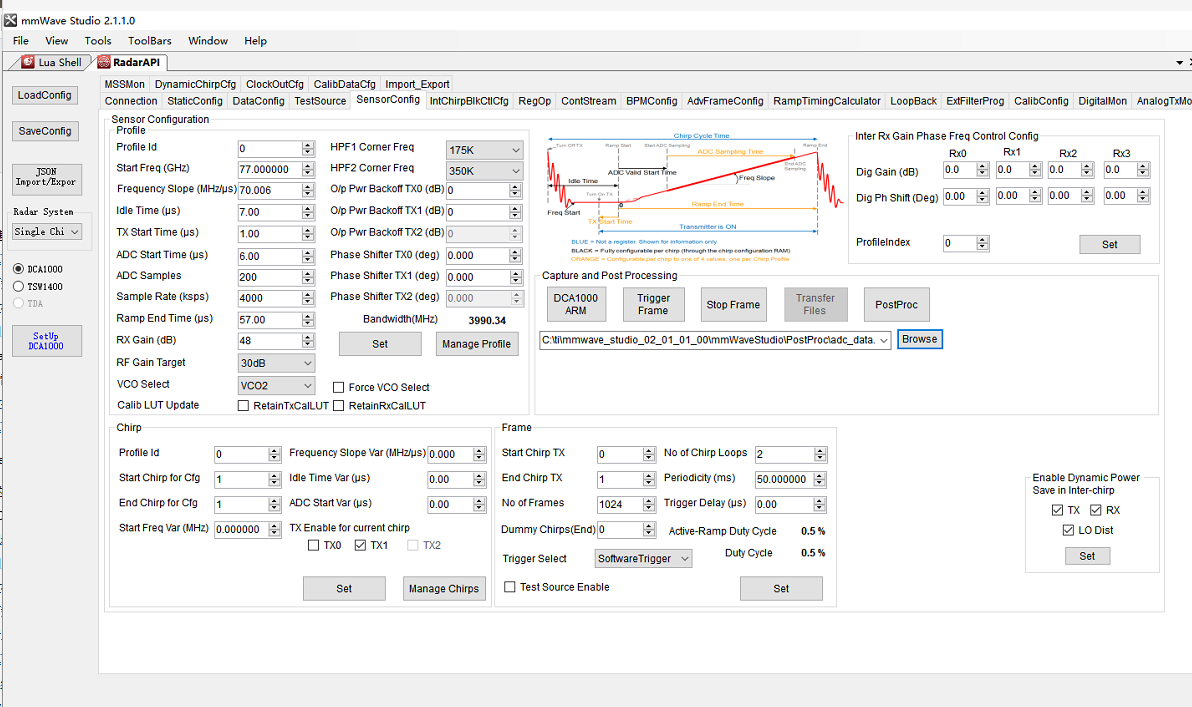 mmWave Studio 2.1.1.0
File View Tools ToolBars Window Help
Lua Shell RadarAPI
LoadConfig
SaveConfig
JSON
Import/Expor
Radar System
Single Chi
DCA1000
TSW1400
TDA
SetUp
DCA1000
MSSMon DynamicChirpCfg ClockOutCfg CalibDataCfg Import_Export
Connection StaticConfig DataConfig TestSource SensorConfig IntChirpBlkCtlCfg RegOp ContStream BPMConfig AdvFrameConfig RampTimingCalculator LoopBack ExtFilterProg CalibConfig DigitalMon AnalogTxMo
Sensor Configuration
Profile
Profile Id 0 HPF1 Corner Freq 175K
Start Freq (GHz) 77.000000 HPF2 Corner Freq 350K
Frequency Slope (MHz/µs) 70.006 O/p Pwr Backoff TX0 (dB) 0
Idle Time (µs) 7.00 O/p Pwr Backoff TX1 (dB) 0
TX Start Time (µs) 1.00 O/p Pwr Backoff TX2 (dB) 0
ADC Start Time (µs) 6.00 Phase Shifter TX0 (deg) 0.000
ADC Samples 200 Phase Shifter TX1 (deg) 0.000
Sample Rate (ksps) 4000 Phase Shifter TX2 (deg) 0.000
Ramp End Time (µs) 57.00 Bandwidth(MHz) 3990.34
RX Gain (dB) 48 Set Manage Profile
RF Gain Target 30dB
VCO Select VCO2 Force VCO Select
Calib LUT Update RetainTxCalLUT RetainRxCalLUT
Chirp Cycle Time
Turn Off TX Ramp Start Start ADC Sampling Ramp End
ADC Sampling Time
End ADC
Sampling
ADC Valid Start Time
Idle Time Freq Slope
Turn On TX
0
Ramp End Time
Freq Start
TX Start Time
Transmitter is ON
BLUE = Not a register. Shown for information only
BLACK = Fully configurable per chirp (through the chirp configuration RAM)
ORANGE = Configurable per chirp to one of 4 values, one per Chirp Profile
Inter Rx Gain Phase Freq Control Config
Rx0 Rx1 Rx2 Rx3
Dig Gain (dB) 0.0 0.0 0.0 0.0
Dig Ph Shift (Deg) 0.00 0.00 0.00 0.00
ProfileIndex 0 Set
Capture and Post Processing
DCA1000
ARM
Trigger
Frame
Stop Frame
Transfer
Files
PostProc
C:\ti\mmwave_studio_02_01_01_00\mmWaveStudio\PostProc\adc_data. Browse
Chirp
Profile Id 0 Frequency Slope Var (MHz/µs) 0.000
Start Chirp for Cfg 1 Idle Time Var (µs) 0.00
End Chirp for Cfg 1 ADC Start Var (µs) 0.00
Start Freq Var (MHz) 0.000000 TX Enable for current chirp
TX0 TX1 TX2
Set Manage Chirps
Frame
Start Chirp TX 0 No of Chirp Loops 2
End Chirp TX 1 Periodicity (ms) 50.000000
No of Frames 1024 Trigger Delay (µs) 0.00
Dummy Chirps(End) 0 Active-Ramp Duty Cycle 0.5 %
Trigger Select SoftwareTrigger Duty Cycle 0.5 %
Test Source Enable Set
Enable Dynamic Power
Save in Inter-chirp
TX RX
LO Dist
Set